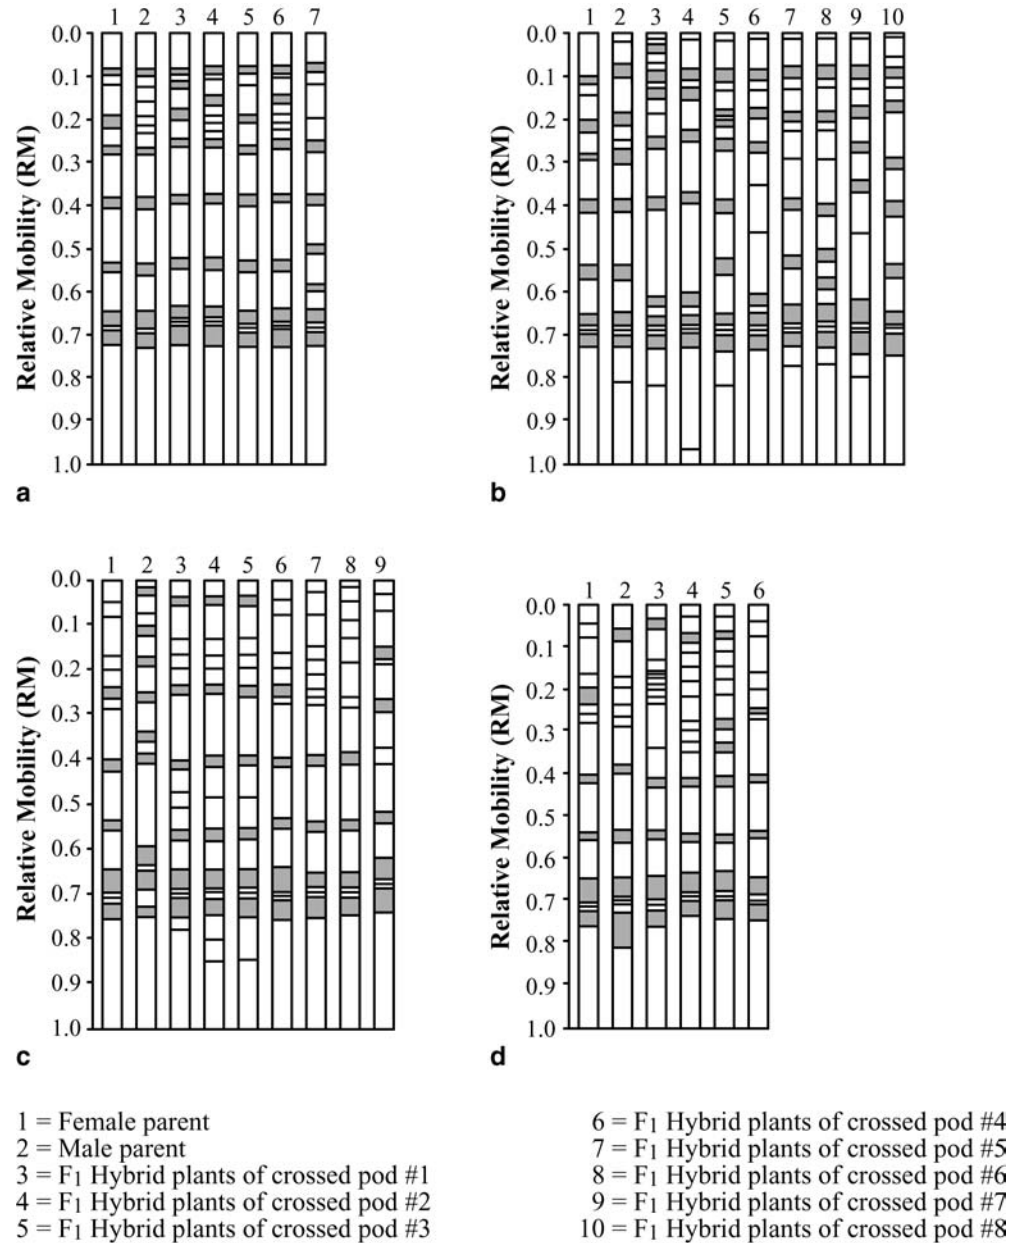 1 2 3 4 5 6 7
0.0
0.1
0.2
0.3
0.4
0.5
0.6
0.7
0.8
0.9
1.0
Relative Mobility (RM)
a
1 2 3 4 5 6 7 8 9 10
0.0
0.1
0.2
0.3
0.4
0.5
0.6
0.7
0.8
0.9
1.0
Relative Mobility (RM)
b
1 2 3 4 5 6 7 8 9
0.0
0.1
0.2
0.3
0.4
0.5
0.6
0.7
0.8
0.9
1.0
Relative Mobility (RM)
c
1 2 3 4 5 6
0.0
0.1
0.2
0.3
0.4
0.5
0.6
0.7
0.8
0.9
1.0
Relative Mobility (RM)
d
1 = Female parent
2 = Male parent
3 = F1 Hybrid plants of crossed pod #1
4 = F1 Hybrid plants of crossed pod #2
5 = F1 Hybrid plants of crossed pod #3
6 = F1 Hybrid plants of crossed pod #4
7 = F1 Hybrid plants of crossed pod #5
8 = F1 Hybrid plants of crossed pod #6
9 = F1 Hybrid plants of crossed pod #7
10 = F1 Hybrid plants of crossed pod #8